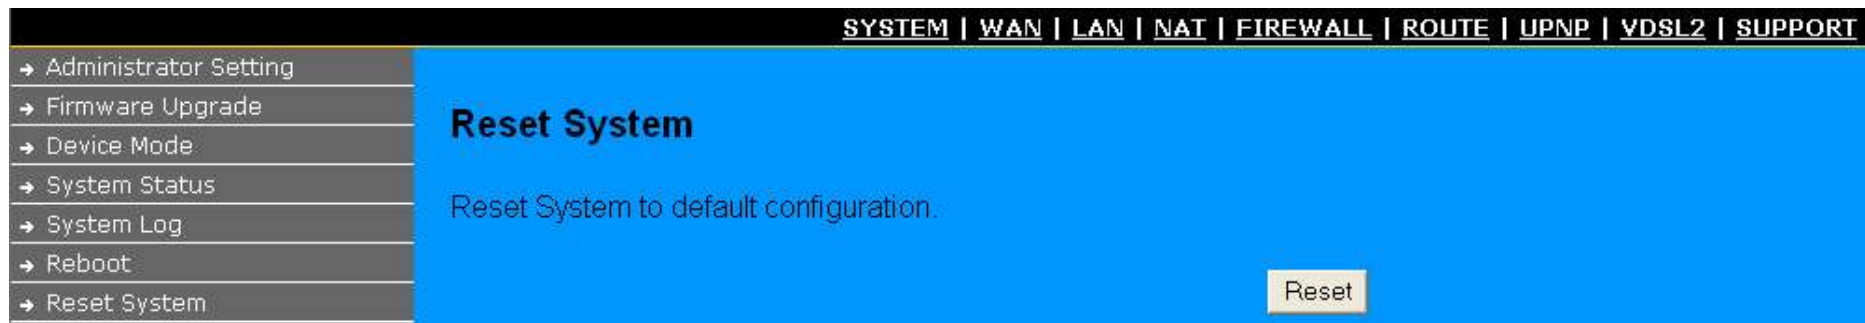 SYSTEM | WAN | LAN | NAT | FIREWALL | ROUTE | UPNP | VDSL2 | SUPPORT
Administrator Setting
Firmware Upgrade
Device Mode
System Status
System Log
Reboot
Reset System
Reset System
Reset System to default configuration.
Reset